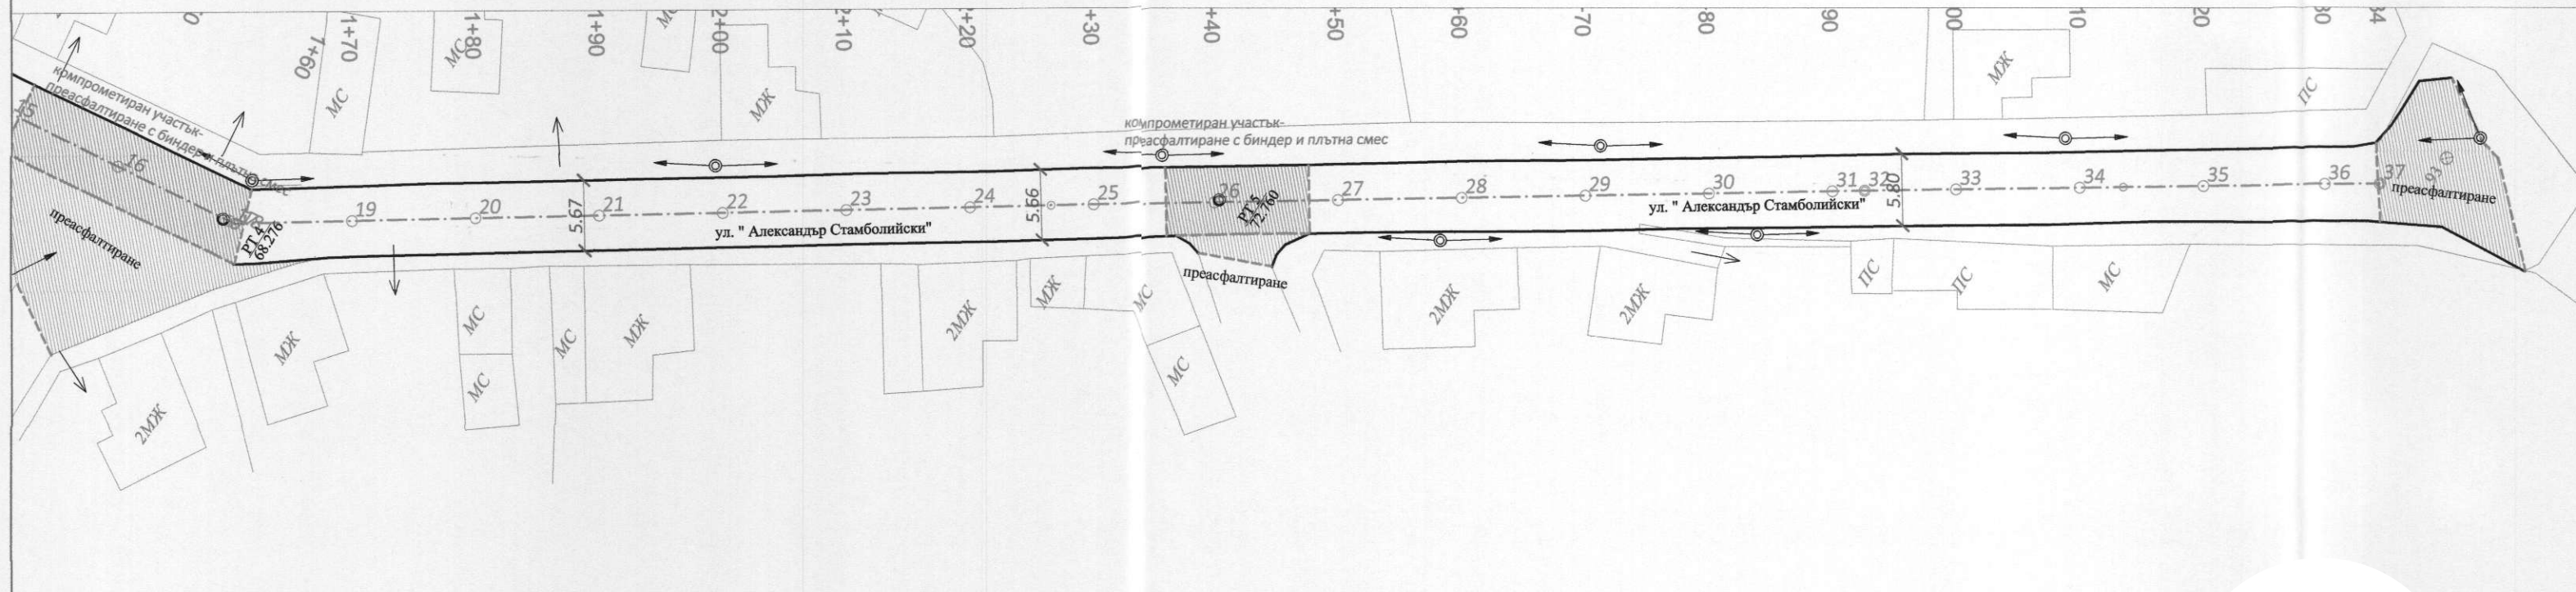 0
1+60
1+70
1+80
1+90
2+00
2+10
+20
+30
+40
+50
+60
70
80
90
00
10
20
30
34
МС
МС
МЖ
МЖ
ПС
компрометиран участък-
преасфалтиране с биндер и плътна смес
компрометиран участък-
преасфалтиране с биндер и плътна смес
15
16
19
20
21
22
23
24
25
26
27
28
29
30
31
32
33
34
35
36
37
93
РТ 4
68.276
РТ 5
72.760
5.67
5.66
5.80
ул. " Александър Стамболийски"
ул. " Александър Стамболийски"
преасфалтиране
преасфалтиране
преасфалтиране
2МЖ
МЖ
МС
МС
МС
МЖ
2МЖ
МЖ
МС
МС
2МЖ
2МЖ
ПС
ПС
МС